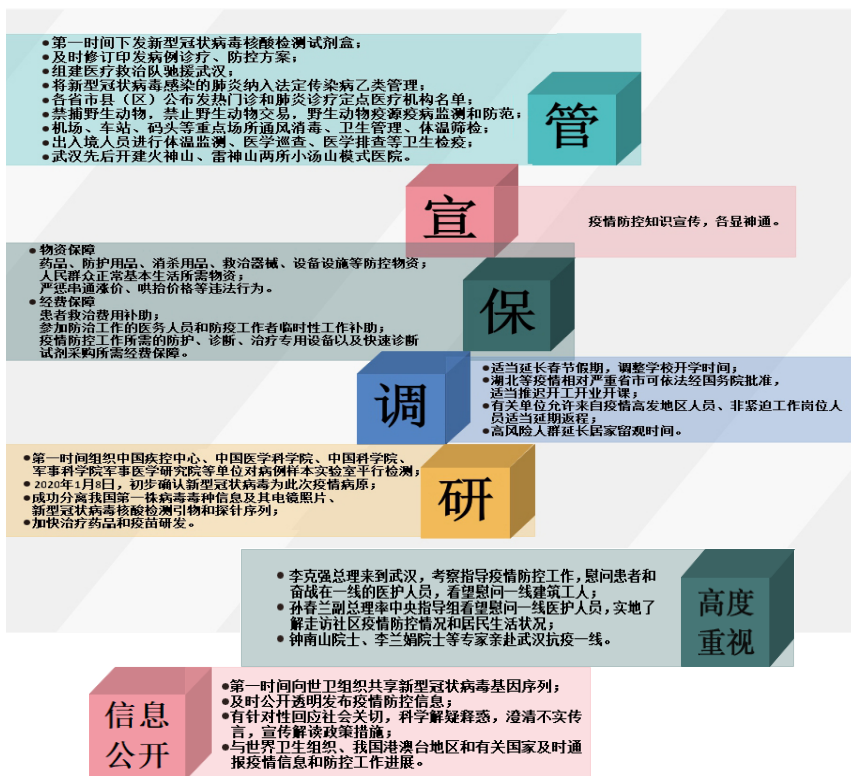 ●第一时间下发新型冠状病毒核酸检测试剂盒；
●及时修订印发病例诊疗、防控方案；
●组建医疗救治队驰援武汉；
●将新型冠状病毒感染的肺炎纳入法定传染病乙类管理；
●各省市县（区）公布发热门诊和肺炎诊疗定点医疗机构名单；
●禁捕野生动物，禁止野生动物交易，野生动物疫源疫病监测和防范；
●机场、车站、码头等重点场所通风消毒、卫生管理、体温筛检；
●出入境人员进行体温监测、医学巡查、医学排查等卫生检疫；
●武汉先后开建火神山、雷神山两所小汤山模式医院。
管
宣
疫情防控知识宣传，各显神通。
●物资保障
药品、防护用品、消杀用品、救治器械、设备设施等防控物资；
人民群众正常基本生活所需物资；
严惩串通涨价、哄抬价格等违法行为。
●经费保障
患者救治费用补助；
参加防治工作的医务人员和防疫工作者临时性工作补助；
疫情防控工作所需的防护、诊断、治疗专用设备以及快速诊断
试剂采购所需经费保障。
保
调
●适当延长春节假期，调整学校开学时间；
●湖北等疫情相对严重省市可依法经国务院批准，
适当推迟开工开业开课；
●有关单位允许来自疫情高发地区人员、非紧迫工作岗位人
员适当延期返程；
●高风险人群延长居家留观时间。
●第一时间组织中国疾控中心、中国医学科学院、中国科学院、
军事科学院军事医学研究院等单位对病例样本实验室平行检测；
●2020年1月8日，初步确认新型冠状病毒为此次疫情病原；
●成功分离我国第一株病毒毒种信息及其电镜照片、
新型冠状病毒核酸检测引物和探针序列；
●加快治疗药品和疫苗研发。
研
●李克强总理来到武汉，考察指导疫情防控工作，慰问患者和
奋战在一线的医护人员，看望慰问一线建筑工人；
●孙春兰副总理率中央指导组看望慰问一线医护人员，实地了
解走访社区疫情防控情况和居民生活状况；
●钟南山院士、李兰娟院士等专家亲赴武汉抗疫一线。
高度
重视
信息
公开
●第一时间向世卫组织共享新型冠状病毒基因序列；
●及时公开透明发布疫情防控信息；
●有针对性回应社会关切，科学解疑释惑，澄清不实传
言，宣传解读政策措施；
●与世界卫生组织、我国港澳台地区和有关国家及时通
报疫情信息和防控工作进展。